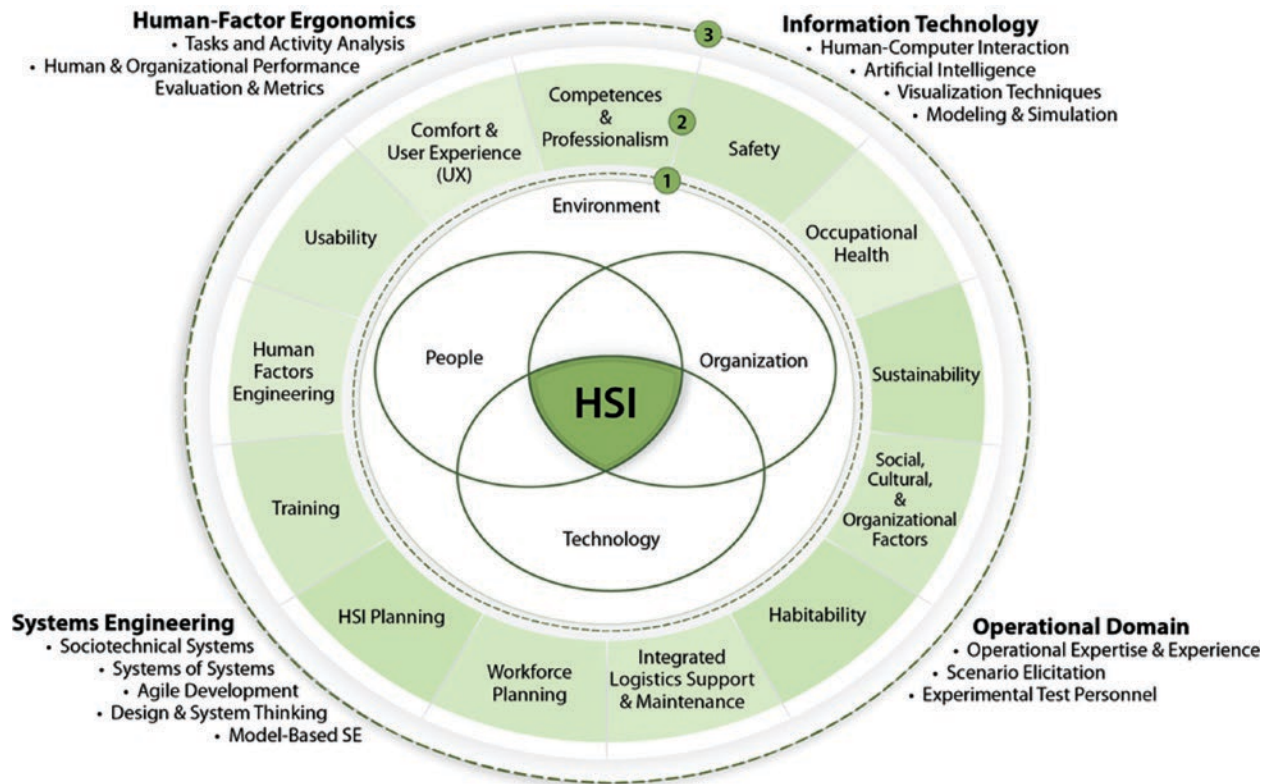 Human-Factor Ergonomics
• Tasks and Activity Analysis
• Human & Organizational Performance
Evaluation & Metrics
Information Technology
• Human-Computer Interaction
• Artificial Intelligence
• Visualization Techniques
• Modeling & Simulation
3
Competences
&
Professionalism
2
Safety
Comfort &
User Experience
(UX)
1
Environment
Occupational
Health
Usability
People
Organization
HSI
Human
Factors
Engineering
Sustainability
Social,
Cultural,
&
Organizational
Factors
Training
Technology
HSI Planning
Habitability
Workforce
Planning
Integrated
Logistics Support
& Maintenance
Systems Engineering
• Sociotechnical Systems
• Systems of Systems
• Agile Development
• Design & System Thinking
• Model-Based SE
Operational Domain
• Operational Expertise & Experience
• Scenario Elicitation
• Experimental Test Personnel